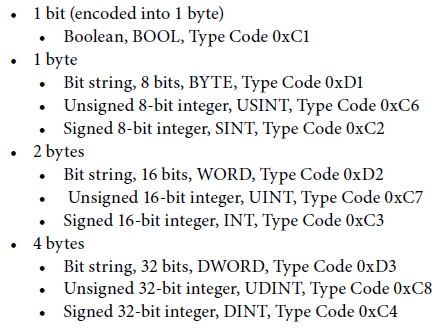 • 1 bit (encoded into 1 byte)
• Boolean, BOOL, Type Code 0xC1
• 1 byte
• Bit string, 8 bits, BYTE, Type Code 0xD1
• Unsigned 8-bit integer, USINT, Type Code 0xC6
• Signed 8-bit integer, SINT, Type Code 0xC2
• 2 bytes
• Bit string, 16 bits, WORD, Type Code 0xD2
• Unsigned 16-bit integer, UINT, Type Code 0xC7
• Signed 16-bit integer, INT, Type Code 0xC3
• 4 bytes
• Bit string, 32 bits, DWORD, Type Code 0xD3
• Unsigned 32-bit integer, UDINT, Type Code 0xC8
• Signed 32-bit integer, DINT, Type Code 0xC4